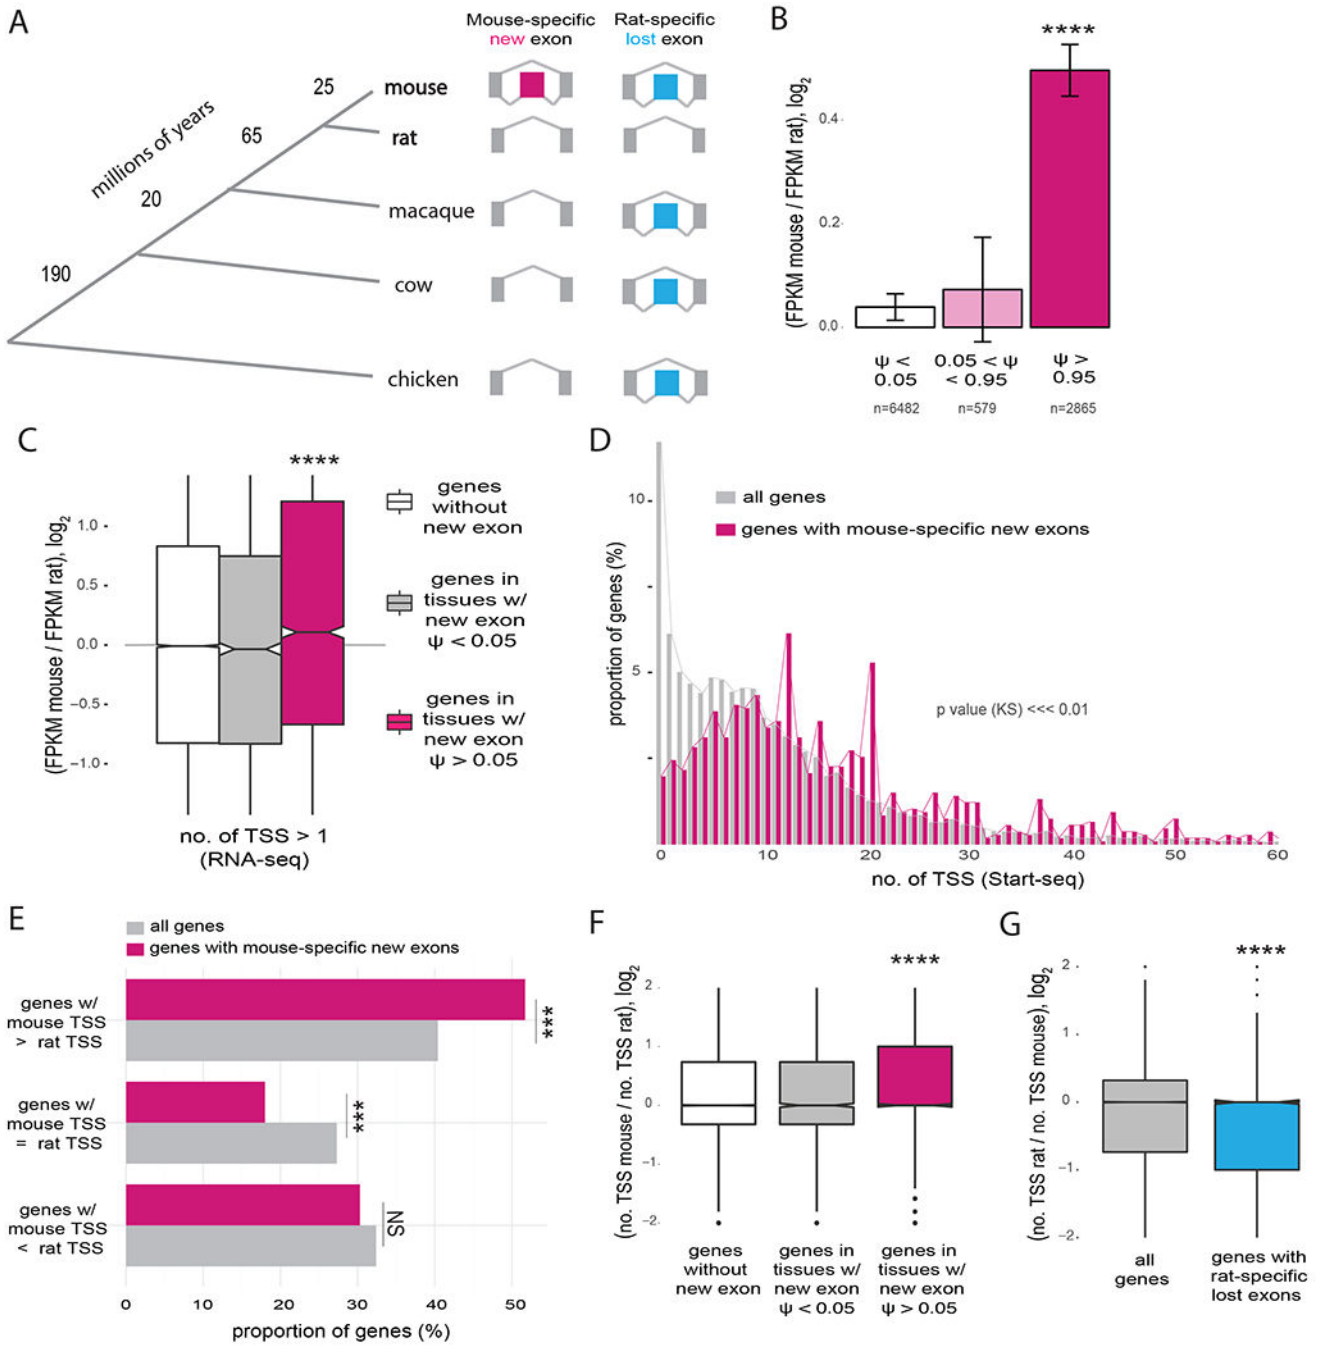 A
Mouse-specific
new exon
Rat-specific
lost exon
millions of years
25
65
20
190
mouse
rat
macaque
cow
chicken
B
(FPKM mouse / FPKM rat), log2
0.4
0.2
0.0
****
ψ <
0.05
0.05 < ψ
< 0.95
ψ >
0.95
n=6482
n=579
n=2865
C
(FPKM mouse / FPKM rat), log2
1.0
0.5
0.0
−0.5
−1.0
****
no. of TSS > 1
(RNA-seq)
genes
without
new exon
genes in
tissues w/
new exon
ψ < 0.05
genes in
tissues w/
new exon
ψ > 0.05
D
proportion of genes (%)
10
5
all genes
genes with mouse-specific new exons
p value (KS) <<< 0.01
0 10 20 30 40 50 60
no. of TSS (Start-seq)
E
all genes
genes with mouse-specific new exons
genes w/
mouse TSS
> rat TSS
***
genes w/
mouse TSS
= rat TSS
***
genes w/
mouse TSS
< rat TSS
NS
0 10 20 30 40 50
proportion of genes (%)
F
(no. TSS mouse / no. TSS rat), log2
2
1
0
−1
−2
****
genes
without
new exon
genes in
tissues w/
new exon
ψ < 0.05
genes in
tissues w/
new exon
ψ > 0.05
G
(no. TSS rat / no. TSS mouse), log2
2
1
0
−1
−2
****
all
genes
genes with
rat-specific
lost exons